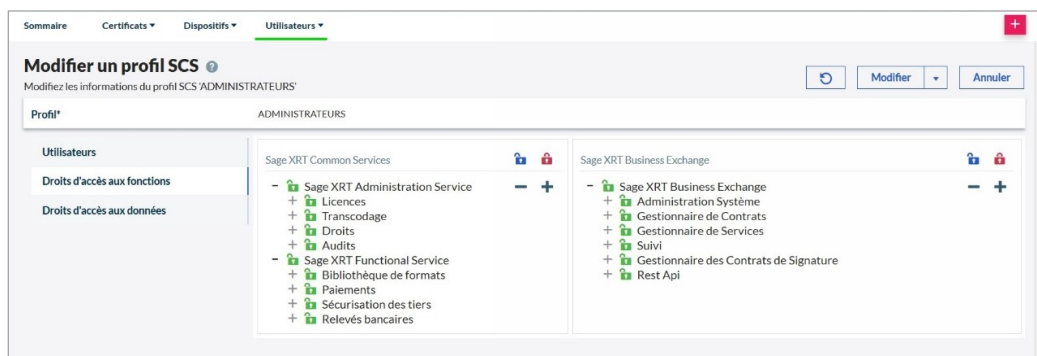 Sommaire Certificats Dispositifs Utilisateurs
Modifier un profil SCS
Modifiez les informations du profil SCS 'ADMINISTRATEURS'
Modifier Annuler
Profil* ADMINISTRATEURS
Utilisateurs
Droits d'accès aux fonctions
Droits d'accès aux données
Sage XRT Common Services
Sage XRT Administration Service
Licences
Transcodage
Droits
Audits
Sage XRT Functional Service
Bibliothèque de formats
Paiements
Sécurisation des tiers
Relevés bancaires
Sage XRT Business Exchange
Sage XRT Business Exchange
Administration Système
Gestionnaire de Contrats
Gestionnaire de Services
Suivi
Gestionnaire des Contrats de Signature
Rest Api